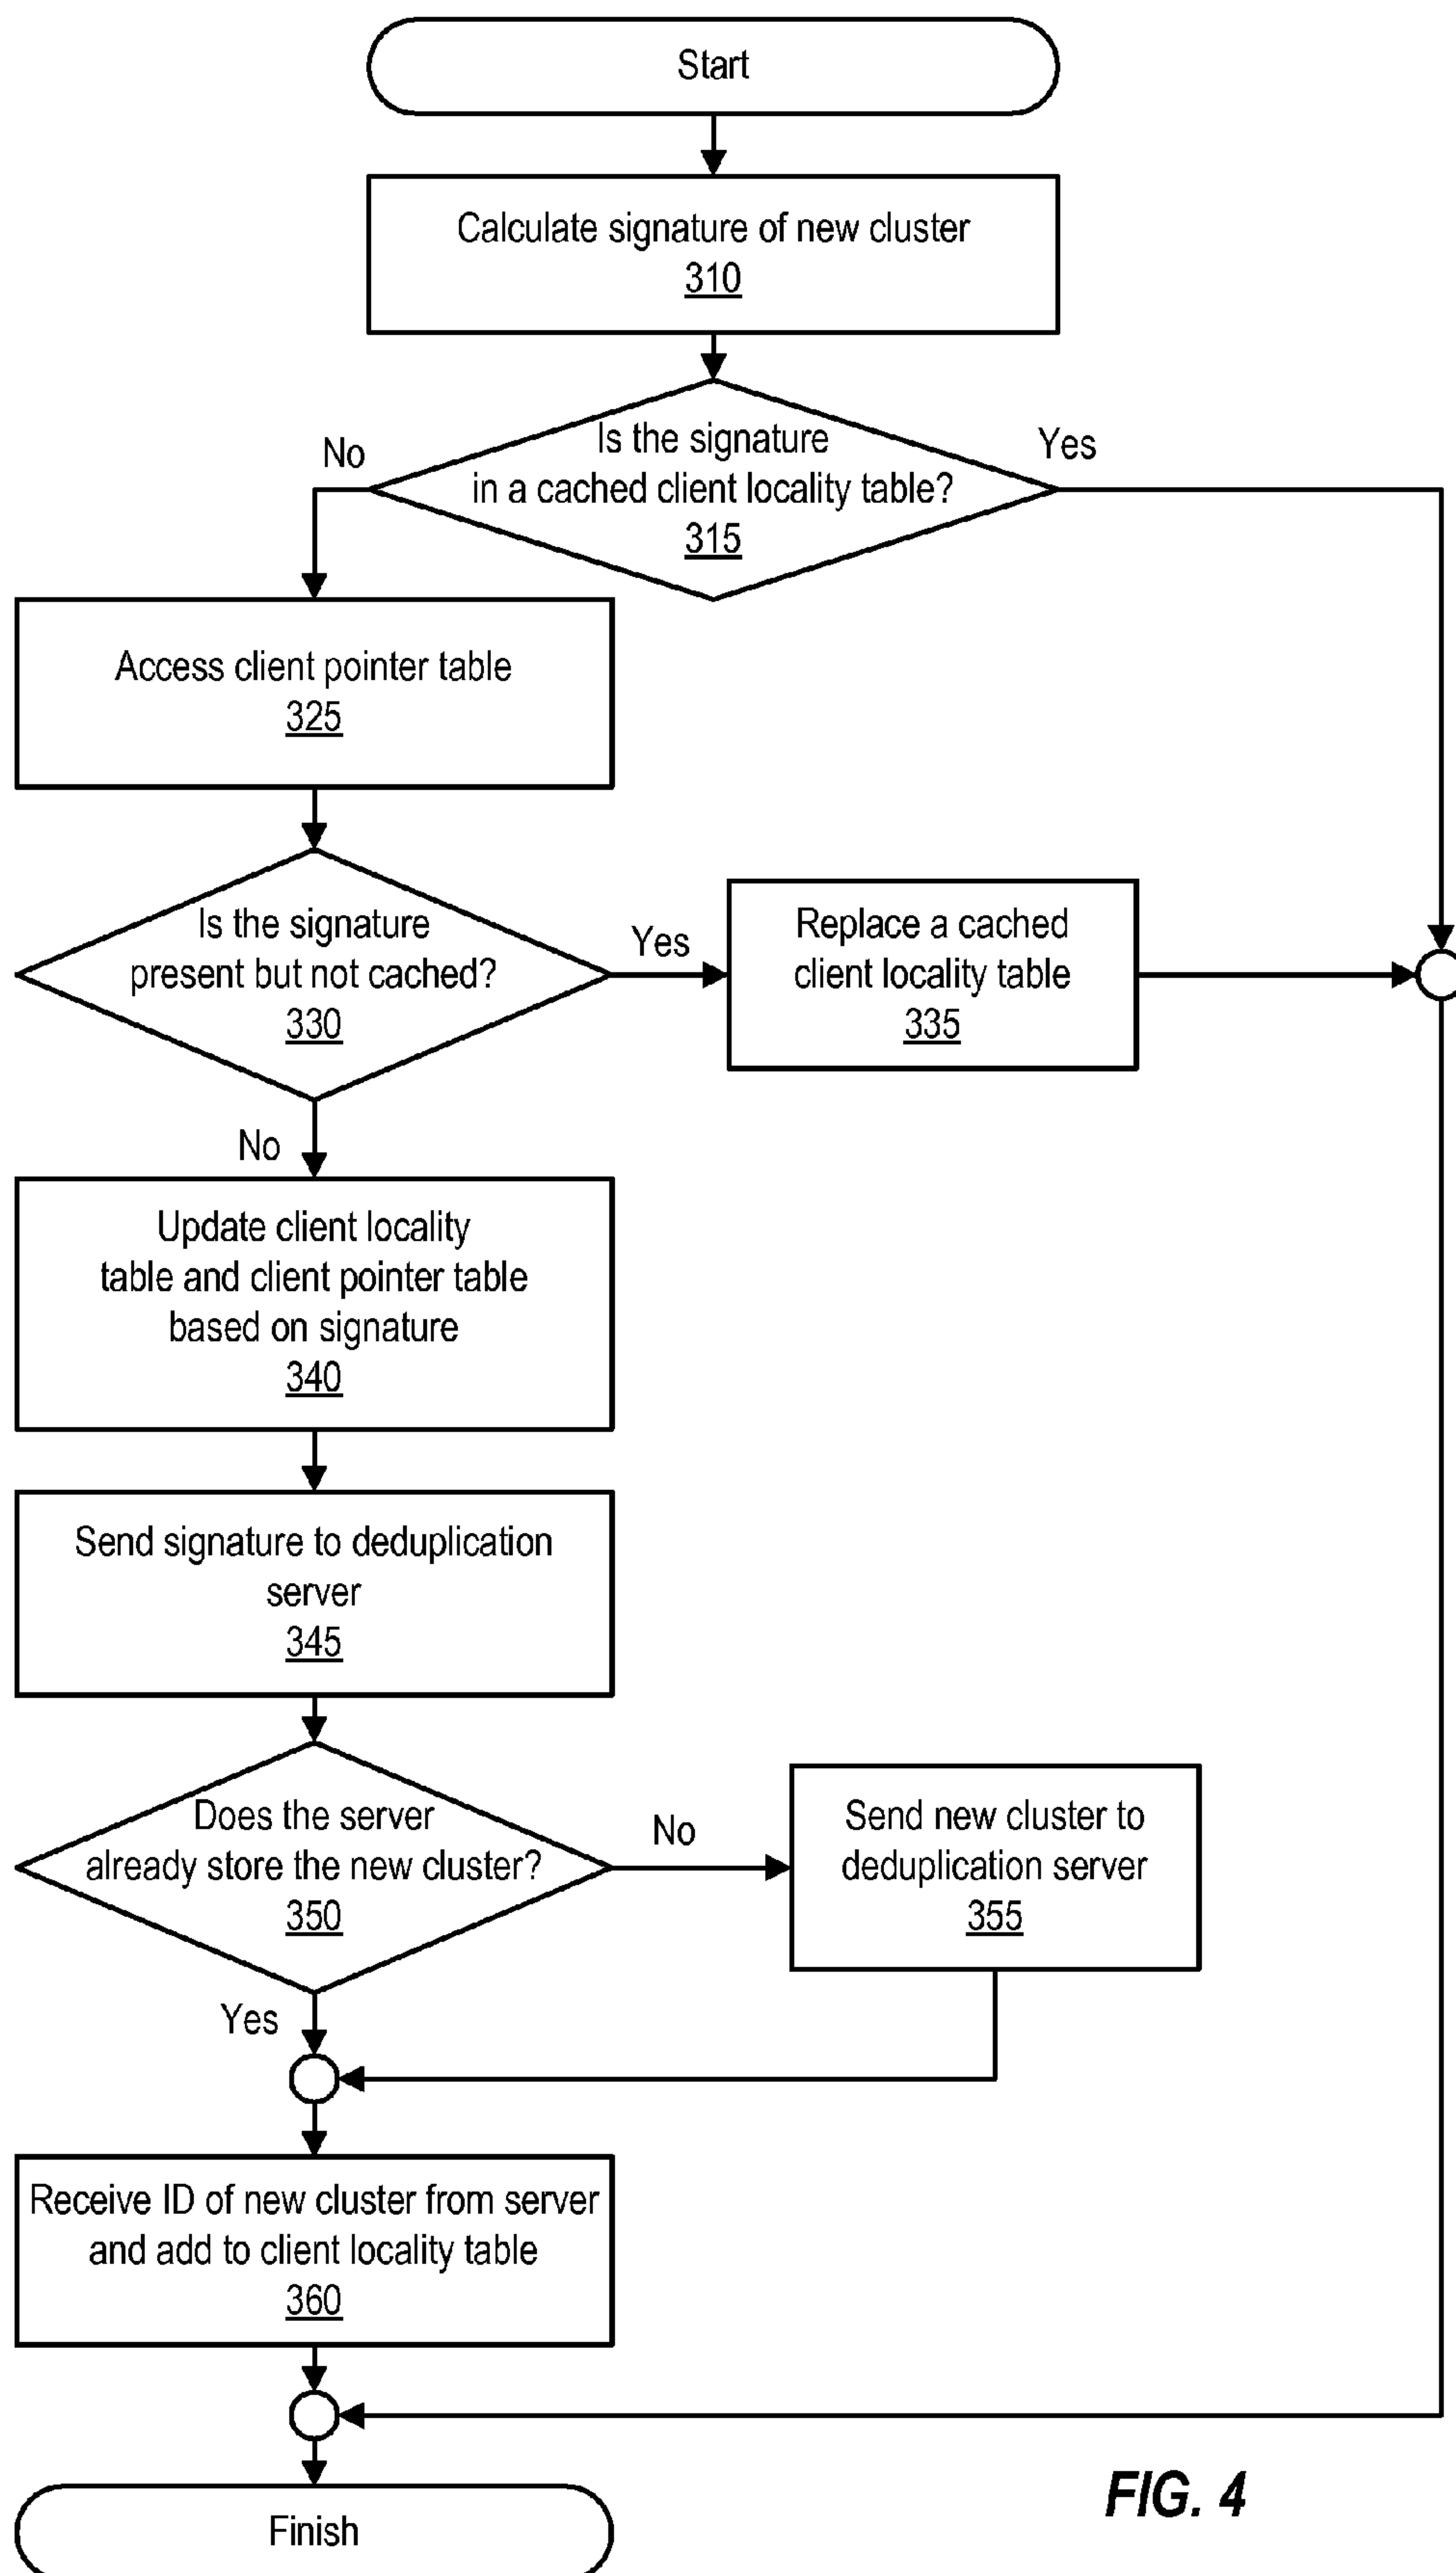 Start
Calculate signature of new cluster
310
No
Is the signature
in a cached client locality table?
315
Yes
Access client pointer table
325
Is the signature
present but not cached?
330
Yes
Replace a cached
client locality table
335
No
Update client locality
table and client pointer table
based on signature
340
Send signature to deduplication
server
345
Does the server
already store the new cluster?
350
No
Send new cluster to
deduplication server
355
Yes
Receive ID of new cluster from server
and add to client locality table
360
Finish
FIG. 4